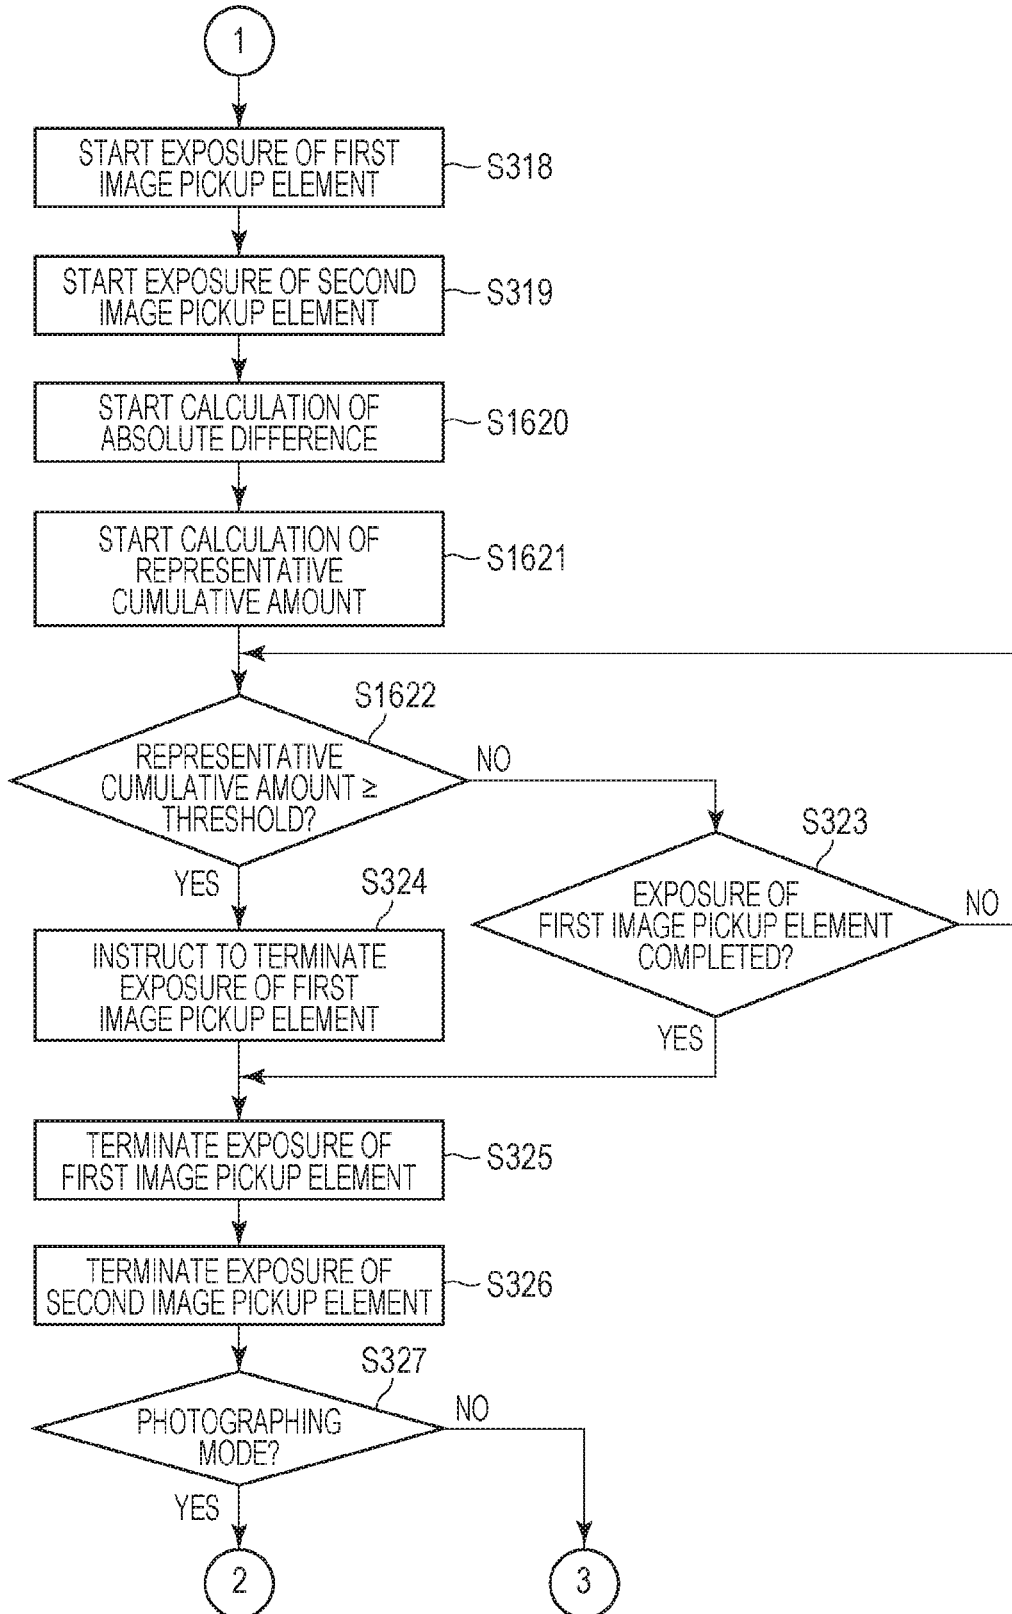 1
START EXPOSURE OF FIRST
IMAGE PICKUP ELEMENT
S318
START EXPOSURE OF SECOND
IMAGE PICKUP ELEMENT
S319
START CALCULATION OF
ABSOLUTE DIFFERENCE
S1620
START CALCULATION OF
REPRESENTATIVE
CUMULATIVE AMOUNT
S1621
S1622
REPRESENTATIVE
CUMULATIVE AMOUNT ≥
THRESHOLD?
NO
YES
S323
EXPOSURE OF
FIRST IMAGE PICKUP ELEMENT
COMPLETED?
NO
YES
S324
INSTRUCT TO TERMINATE
EXPOSURE OF FIRST
IMAGE PICKUP ELEMENT
TERMINATE EXPOSURE OF
FIRST IMAGE PICKUP ELEMENT
S325
TERMINATE EXPOSURE OF
SECOND IMAGE PICKUP ELEMENT
S326
S327
PHOTOGRAPHING
MODE?
NO
YES
2
3